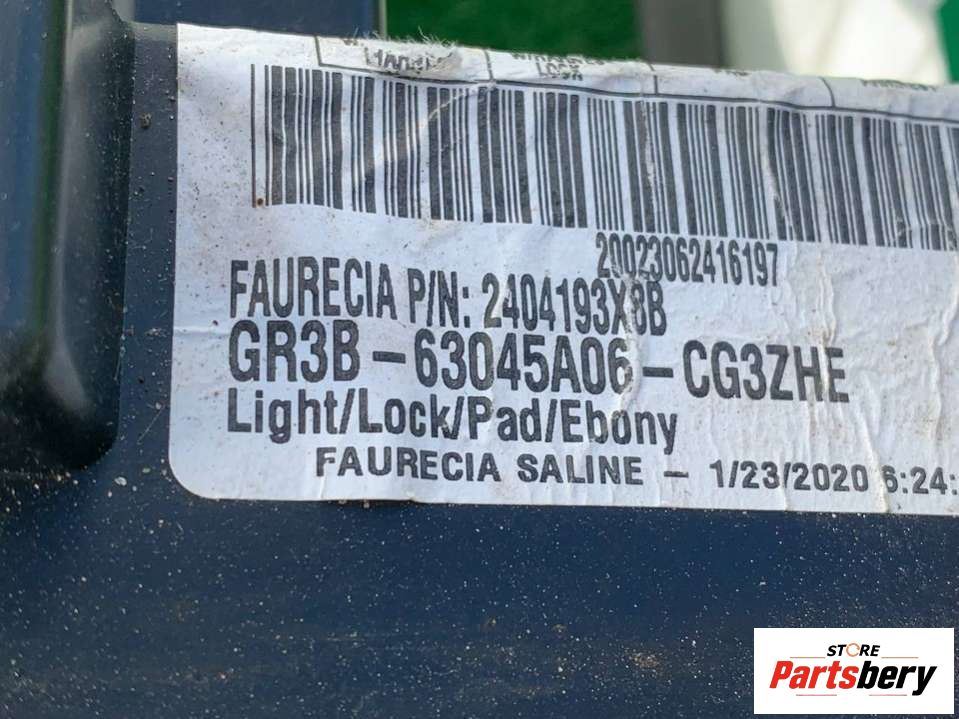 LOCK
20023062416197
FAURECIA P/N: 2404193X8B
GR3B-63045A06-CG3ZHE
Light/Lock/Pad/Ebony
FAURECIA SALINE - 1/23/2020 6:24:
STORE
Partsbery